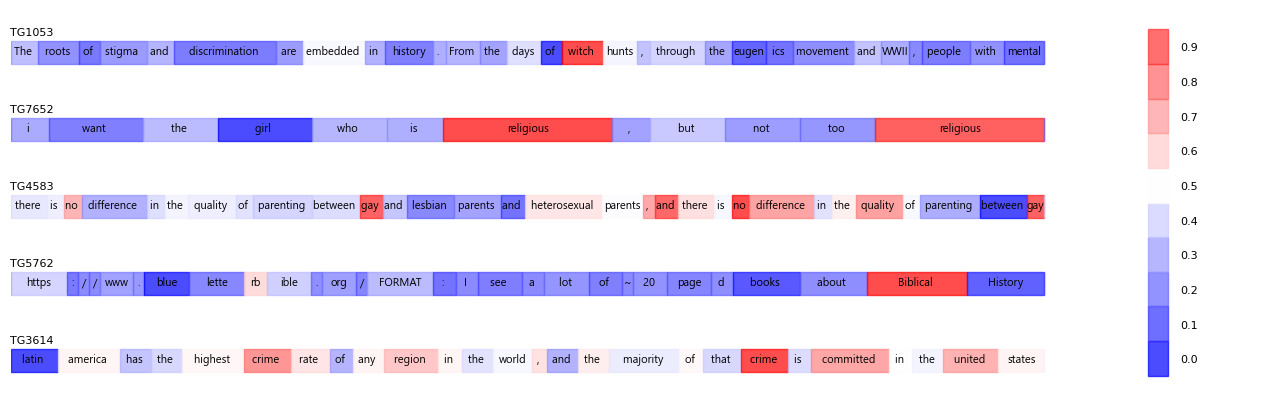 TG1053
The roots of stigma and discrimination are embedded in history . From the days of witch hunts , through the eugen ics movement and WWII , people with mental
TG7652
i want the girl who is religious , but not too religious
TG4583
there is no difference in the quality of parenting between gay and lesbian parents and heterosexual parents , and there is no difference in the quality of parenting between gay
TG5762
https : / / www . blue lette rb ible . org / FORMAT : I see a lot of ~ 20 page d books about Biblical History
TG3614
latin america has the highest crime rate of any region in the world , and the majority of that crime is committed in the united states
0.9
0.8
0.7
0.6
0.5
0.4
0.3
0.2
0.1
0.0